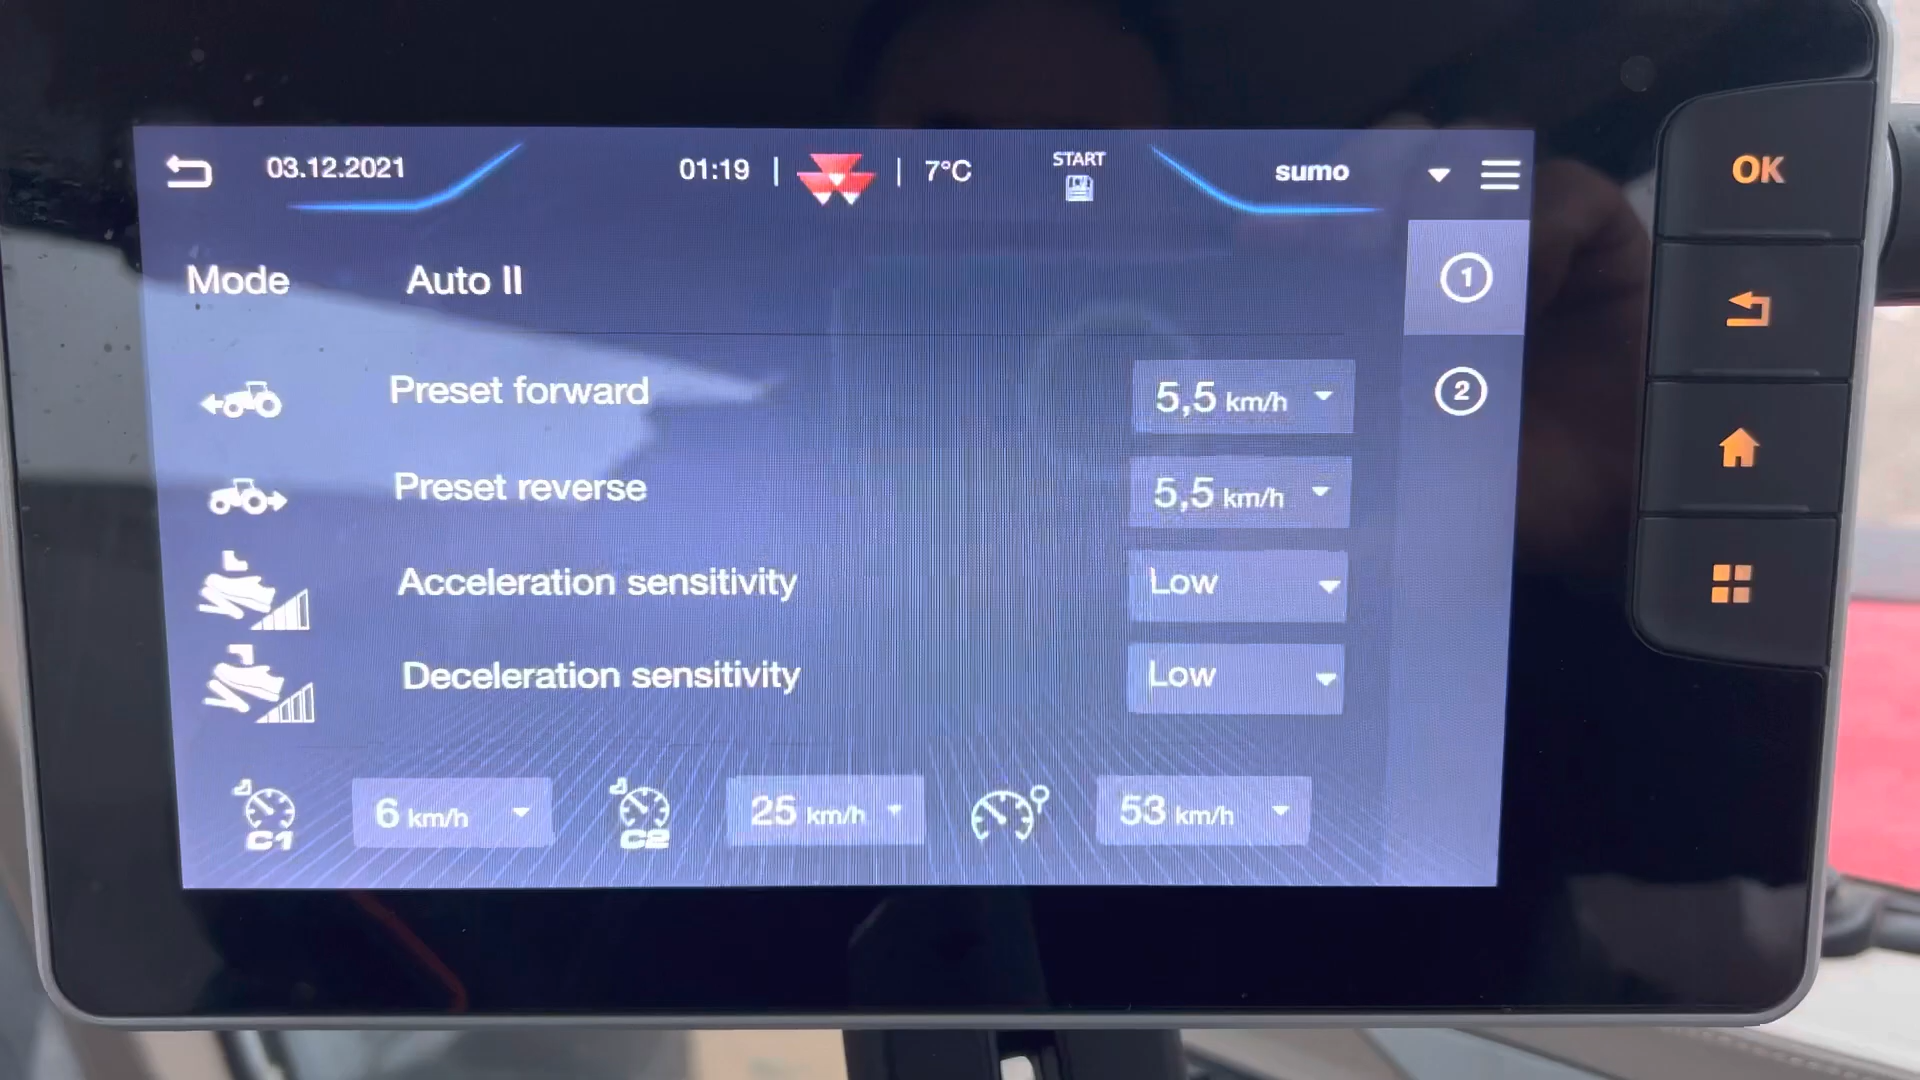 03.12.2021 01:19 7°C START sumo
Mode Auto II
1
Preset forward 5,5 km/h
2
Preset reverse 5,5 km/h
Acceleration sensitivity Low
Deceleration sensitivity Low
C1 6 km/h C2 25 km/h 53 km/h
OK